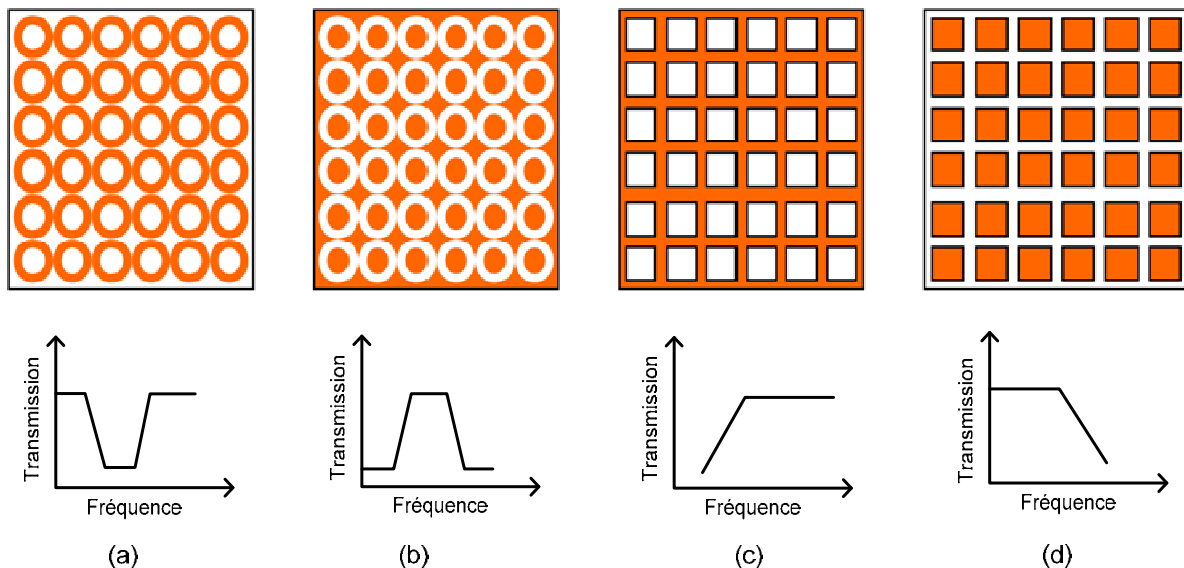 Transmission
Fréquence
(a)
Transmission
Fréquence
(b)
Transmission
Fréquence
(c)
Transmission
Fréquence
(d)